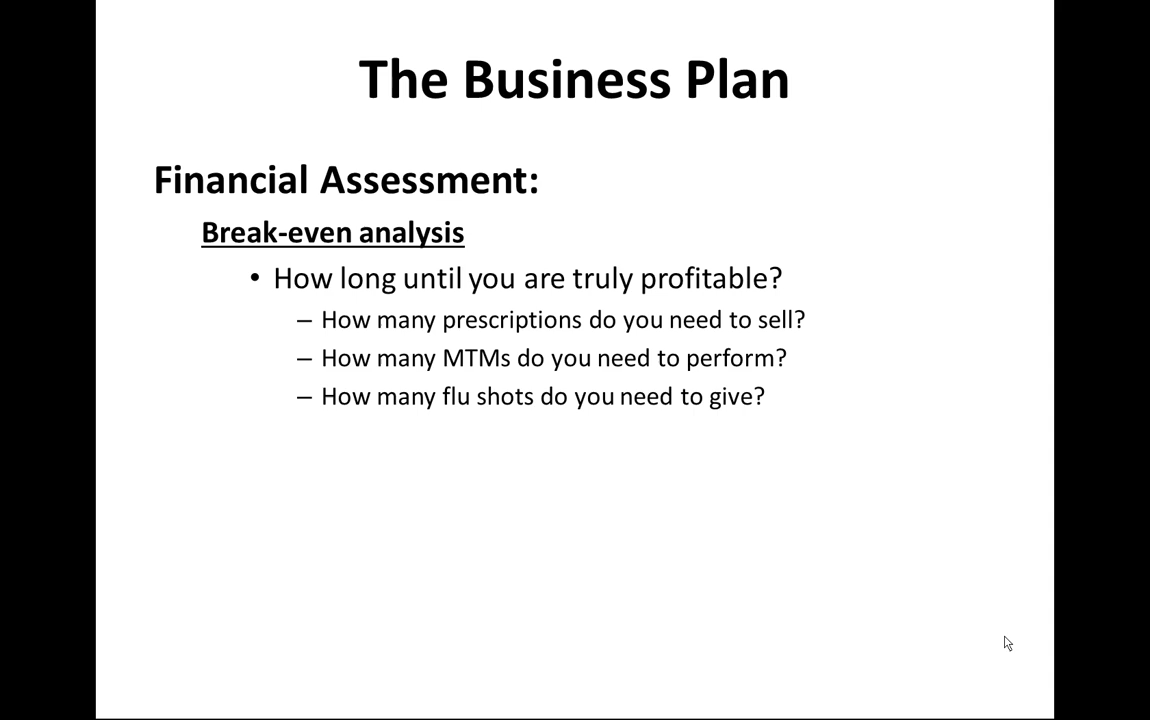 The Business Plan
Financial Assessment:
Break-even analysis
• How long until you are truly profitable?
– How many prescriptions do you need to sell?
– How many MTMs do you need to perform?
– How many flu shots do you need to give?